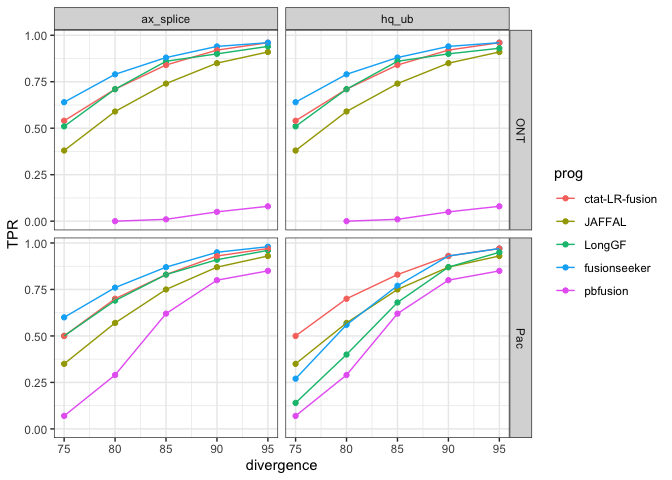 ax_splice
hq_ub
1.00
0.75
0.50
0.25
0.00
ONT
1.00
0.75
0.50
0.25
0.00
Pac
TPR
75
80
85
90
95
75
80
85
90
95
divergence
prog
ctat-LR-fusion
JAFFAL
LongGF
fusionseeker
pbfusion